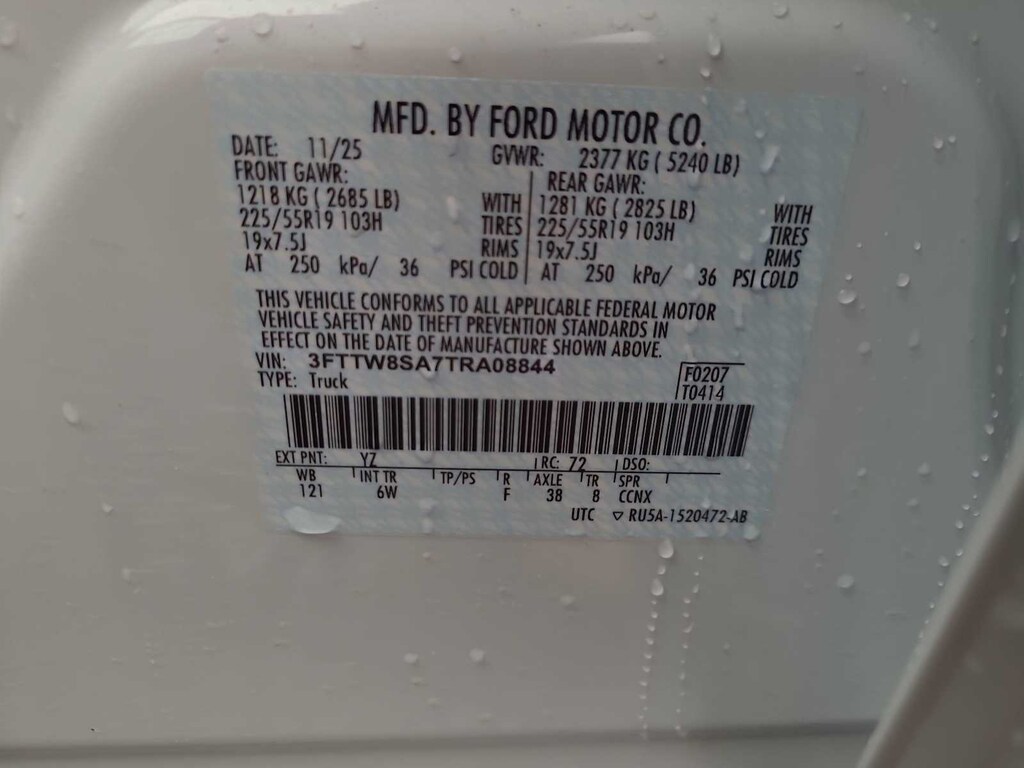 MFD. BY FORD MOTOR CO.
DATE: 11/25 GVWR: 2377 KG ( 5240 LB)
FRONT GAWR: REAR GAWR:
1218 KG ( 2685 LB) WITH 1281 KG ( 2825 LB) WITH
225/55R19 103H TIRES 225/55R19 103H TIRES
19x7.5J RIMS 19x7.5J RIMS
AT 250 kPa/ 36 PSI COLD AT 250 kPa/ 36 PSI COLD
THIS VEHICLE CONFORMS TO ALL APPLICABLE FEDERAL MOTOR
VEHICLE SAFETY AND THEFT PREVENTION STANDARDS IN
EFFECT ON THE DATE OF MANUFACTURE SHOWN ABOVE.
VIN: 3FTTW8SA7TRA08844
TYPE: Truck
F0207
T0414
EXT PNT: YZ RC: 72 DSO:
WB INT TR TP/PS R AXLE TR SPR
121 6W F 38 8 CCNX
UTC ▽ RU5A-1520472-AB